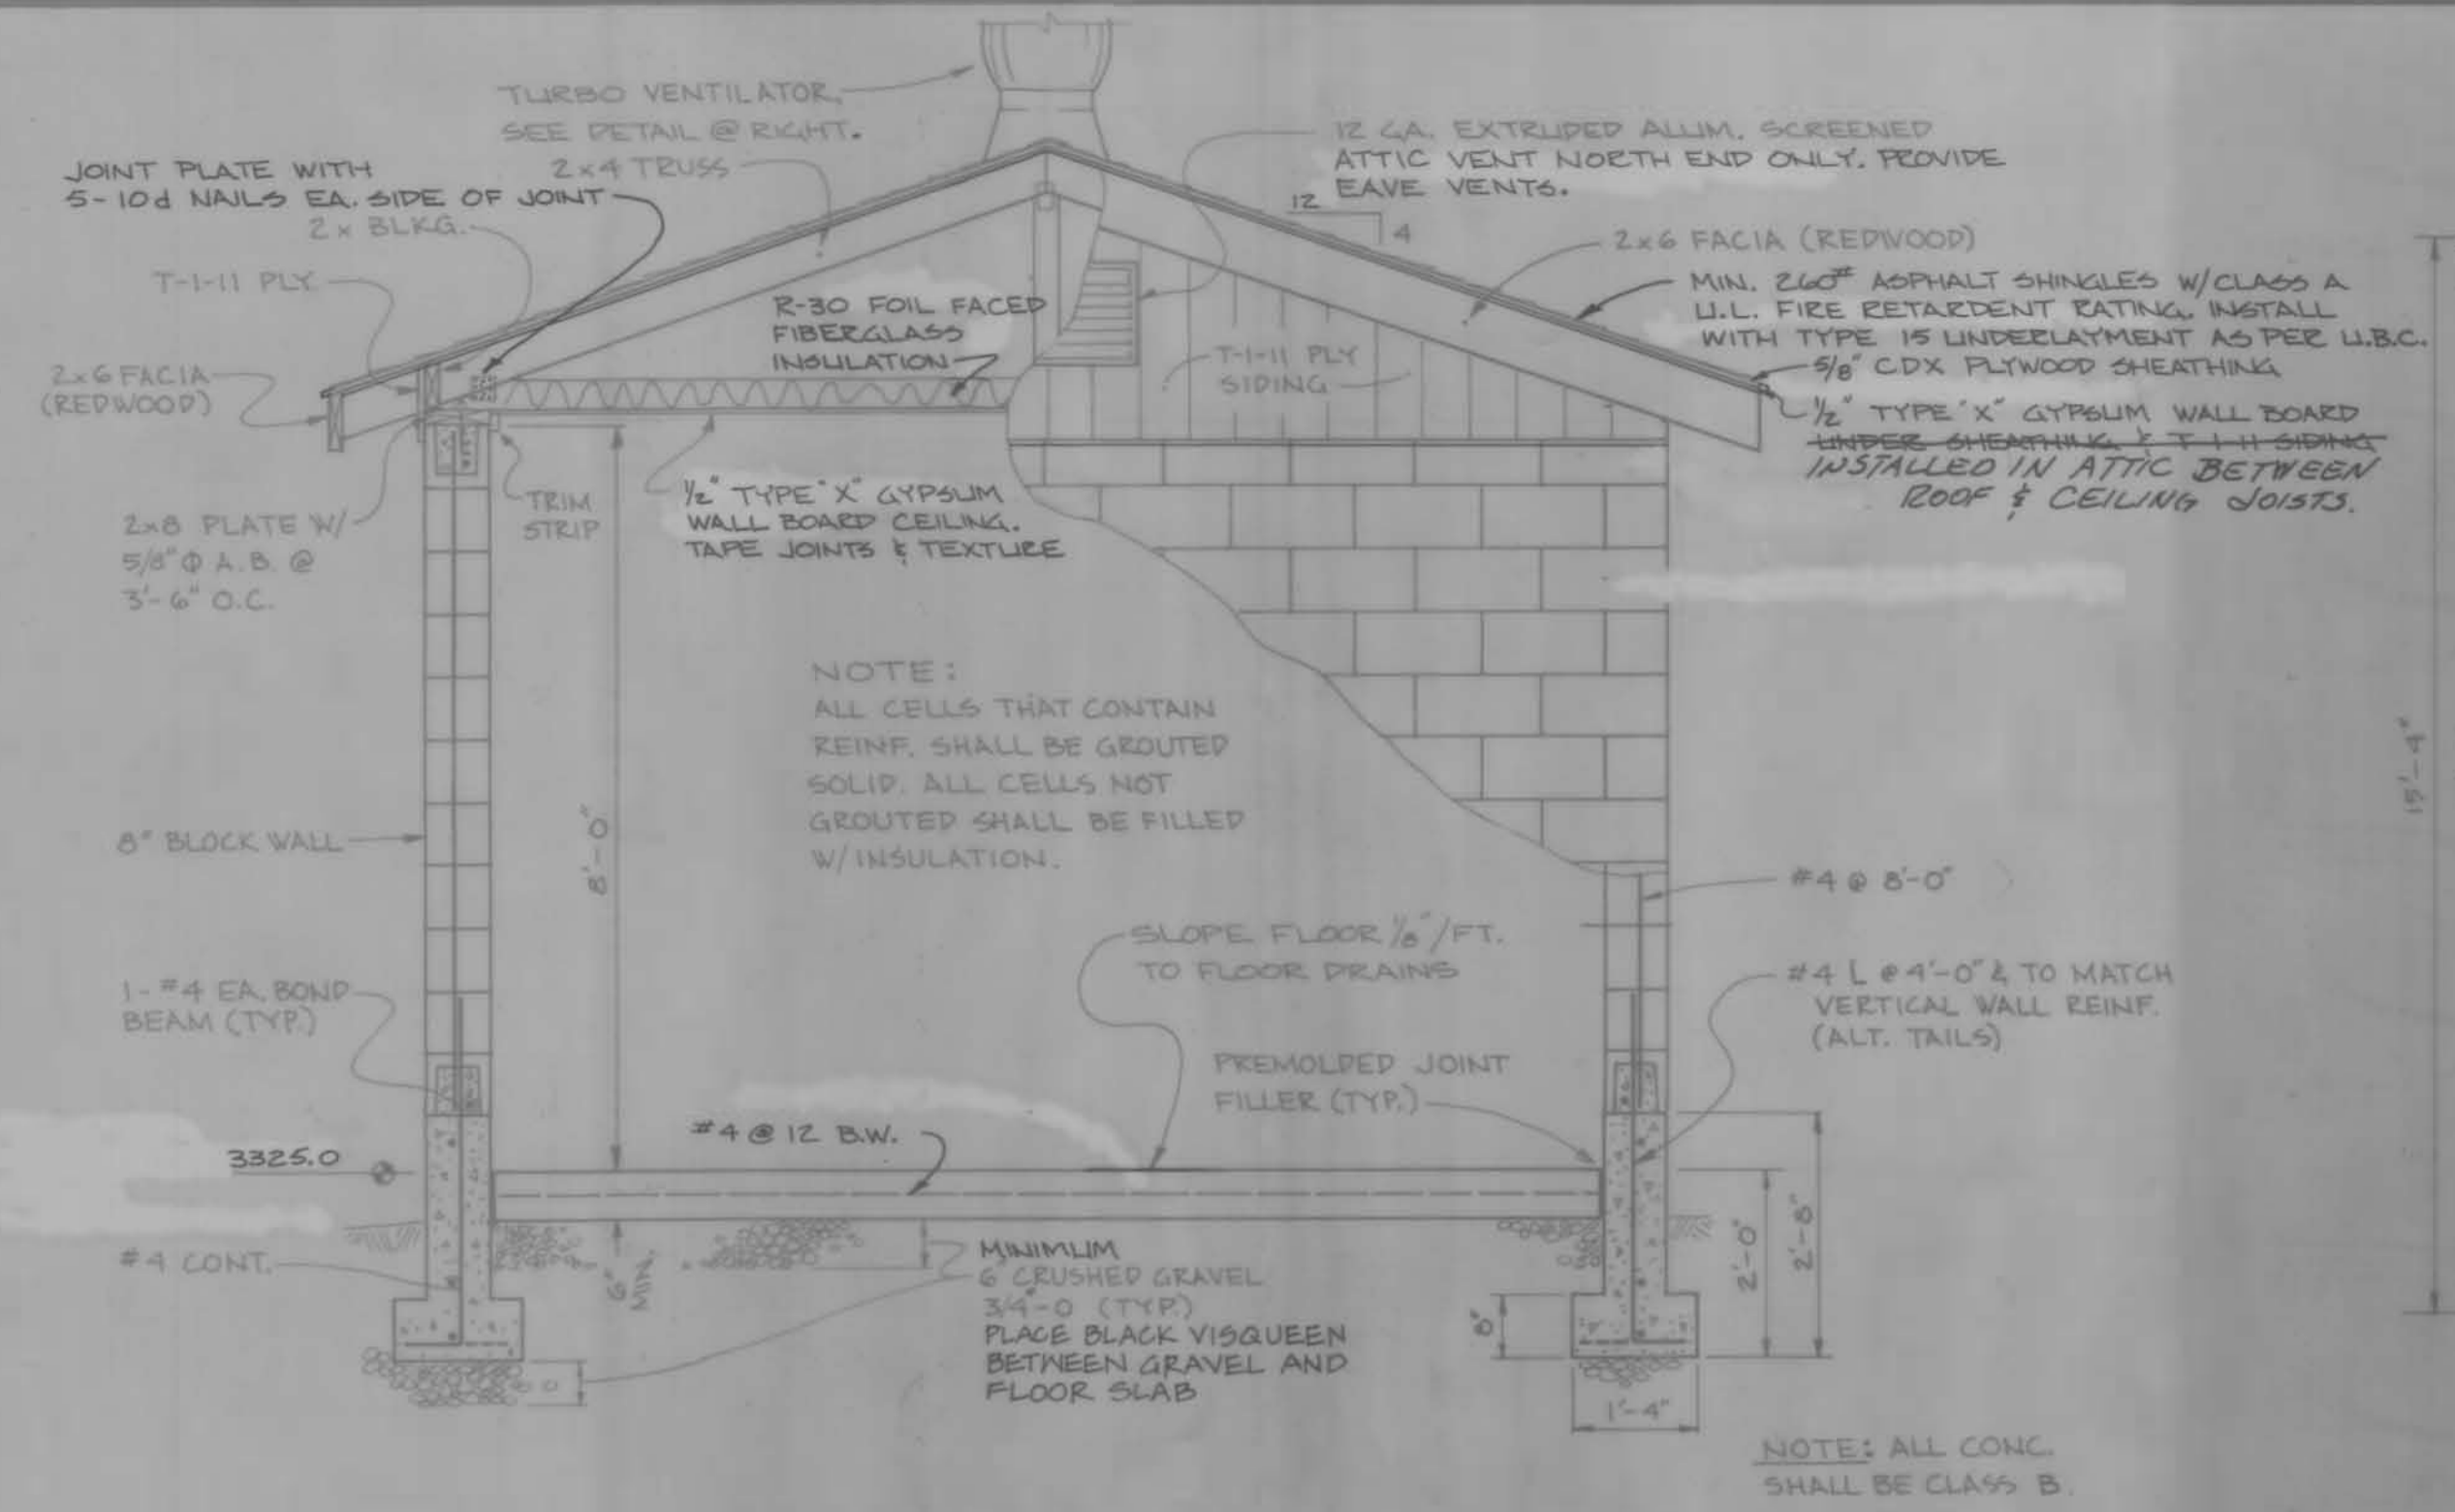 TURBO VENTILATOR,
SEE DETAIL @ RIGHT.
JOINT PLATE WITH
5-10d NAILS EA. SIDE OF JOINT
2x4 TRUSS
2x BLKG.
T-1-11 PLY
2x6 FACIA
(REDWOOD)
R-30 FOIL FACED
FIBERGLASS
INSULATION
12 GA. EXTRUDED ALUM. SCREENED
ATTIC VENT NORTH END ONLY. PROVIDE
EAVE VENTS.
12
4
2x6 FACIA (REDWOOD)
MIN. 260# ASPHALT SHINGLES W/CLASS A
U.L. FIRE RETARDENT RATING. INSTALL
WITH TYPE 15 UNDERLAYMENT AS PER U.B.C.
5/8" CDX PLYWOOD SHEATHING
1/2" TYPE "X" GYPSUM WALL BOARD
UNDER SHEATHING & T-1-11 SIDING
INSTALLED IN ATTIC BETWEEN
ROOF & CEILING JOISTS.
T-1-11 PLY
SIDING
2x8 PLATE W/
5/8" Φ A.B. @
3'-6" O.C.
TRIM
STRIP
1/2" TYPE "X" GYPSUM
WALL BOARD CEILING.
TAPE JOINTS & TEXTURE
NOTE:
ALL CELLS THAT CONTAIN
REINF. SHALL BE GROUTED
SOLID. ALL CELLS NOT
GROUTED SHALL BE FILLED
W/INSULATION.
8" BLOCK WALL
8'-0"
15'-4"
#4 @ 8'-0"
1-#4 EA. BOND
BEAM (TYP.)
SLOPE FLOOR 1/8"/FT.
TO FLOOR DRAINS
#4 L @ 4'-0" & TO MATCH
VERTICAL WALL REINF.
(ALT. TAILS)
PREMOLDED JOINT
FILLER (TYP.)
#4 @ 12 B.W.
3325.0
#4 CONT.
6"
MIN.
MINIMUM
6" CRUSHED GRAVEL
3/4"-0 (TYP.)
PLACE BLACK VISQUEEN
BETWEEN GRAVEL AND
FLOOR SLAB
8"
2'-0"
2'-8"
1'-4"
NOTE: ALL CONC.
SHALL BE CLASS B.